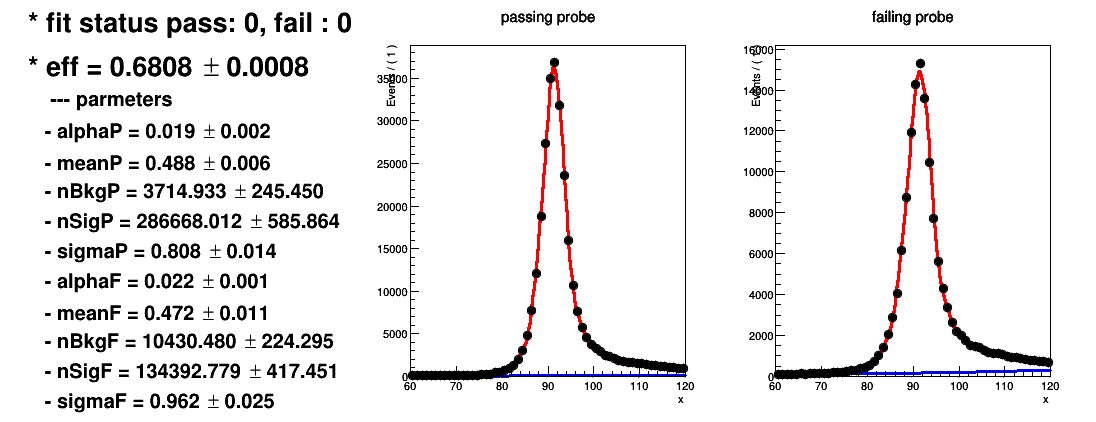 * fit status pass: 0, fail : 0
* eff = 0.6808 ± 0.0008
--- parmeters
- alphaP = 0.019 ± 0.002
- meanP = 0.488 ± 0.006
- nBkgP = 3714.933 ± 245.450
- nSigP = 286668.012 ± 585.864
- sigmaP = 0.808 ± 0.014
- alphaF = 0.022 ± 0.001
- meanF = 0.472 ± 0.011
- nBkgF = 10430.480 ± 224.295
- nSigF = 134392.779 ± 417.451
- sigmaF = 0.962 ± 0.025
passing probe
Events / ( 1 )
35000
30000
25000
20000
15000
10000
5000
0
60 70 80 90 100 110 120
x
failing probe
Events / ( 1 )
16000
14000
12000
10000
8000
6000
4000
2000
0
60 70 80 90 100 110 120
x